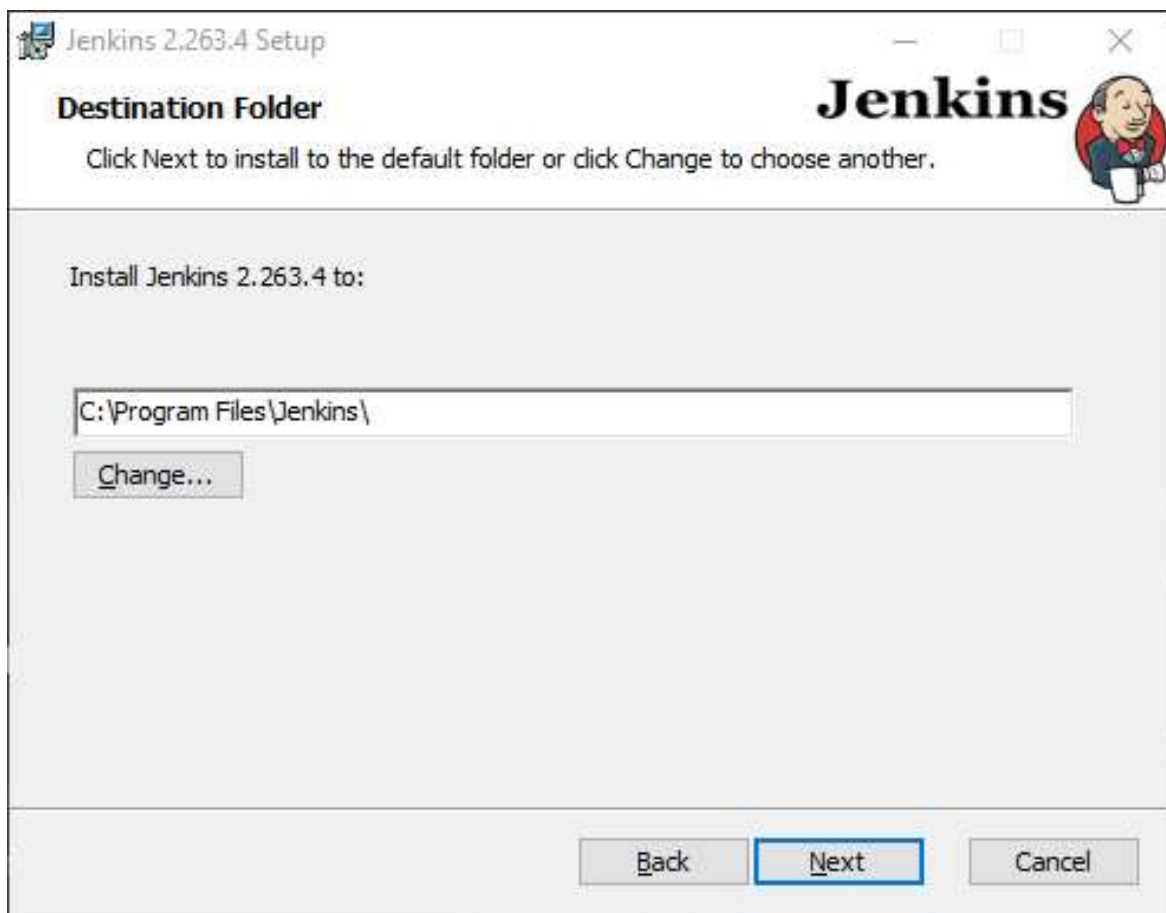 Jenkins 2.263.4 Setup
Destination Folder
Jenkins
Click Next to install to the default folder or click Change to choose another.
Install Jenkins 2.263.4 to:
C:\Program Files\Jenkins\
Change...
Back Next Cancel